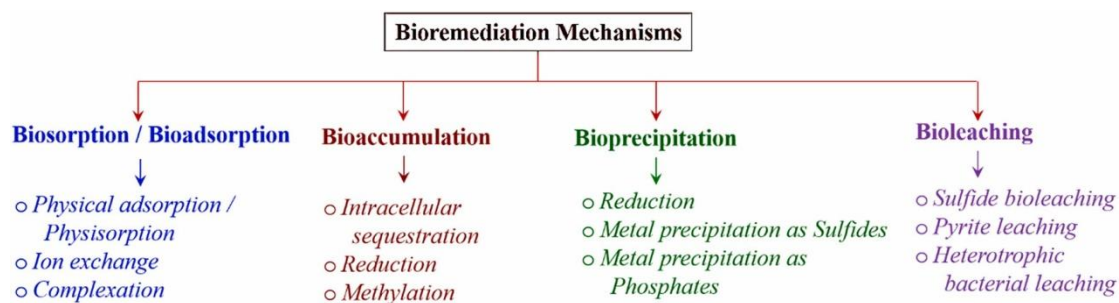 Bioremediation Mechanisms
Biosorption / Bioadsorption
o Physical adsorption /
Physisorption
o Ion exchange
o Complexation
Bioaccumulation
o Intracellular
sequestration
o Reduction
o Methylation
Bioprecipitation
o Reduction
o Metal precipitation as Sulfides
o Metal precipitation as
Phosphates
Bioleaching
o Sulfide bioleaching
o Pyrite leaching
o Heterotrophic
bacterial leaching